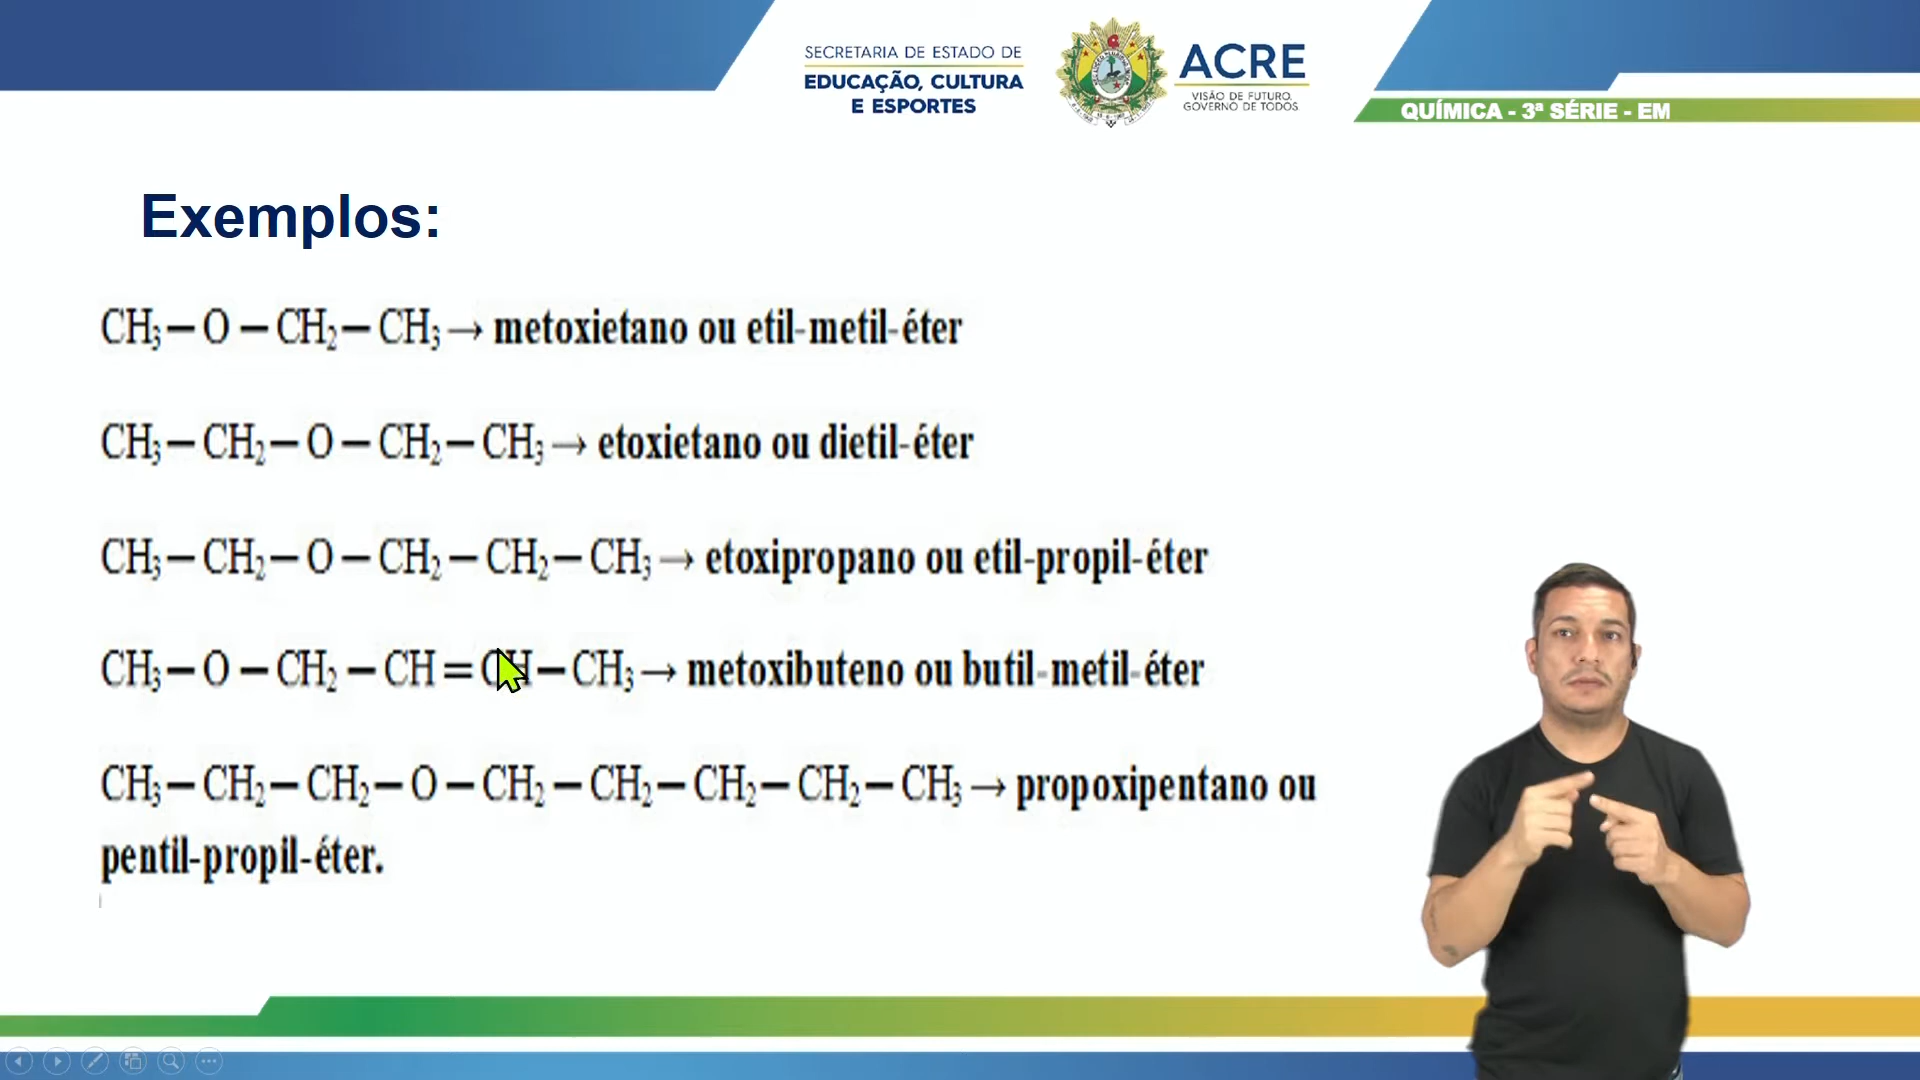 SECRETARIA DE ESTADO DE
EDUCAÇÃO, CULTURA
E ESPORTES
ACRE
VISÃO DE FUTURO.
GOVERNO DE TODOS.
QUÍMICA - 3ª SÉRIE - EM
Exemplos:
CH₃ – O – CH₂ – CH₃ → metoxietano ou etil-metil-éter
CH₃ – CH₂ – O – CH₂ – CH₃ → etoxietano ou dietil-éter
CH₃ – CH₂ – O – CH₂ – CH₂ – CH₃ → etoxipropano ou etil-propil-éter
CH₃ – O – CH₂ – CH = CH – CH₃ → metoxibuteno ou butil-metil-éter
CH₃ – CH₂ – CH₂ – O – CH₂ – CH₂ – CH₂ – CH₂ – CH₃ → propoxipentano ou
pentil-propil-éter.